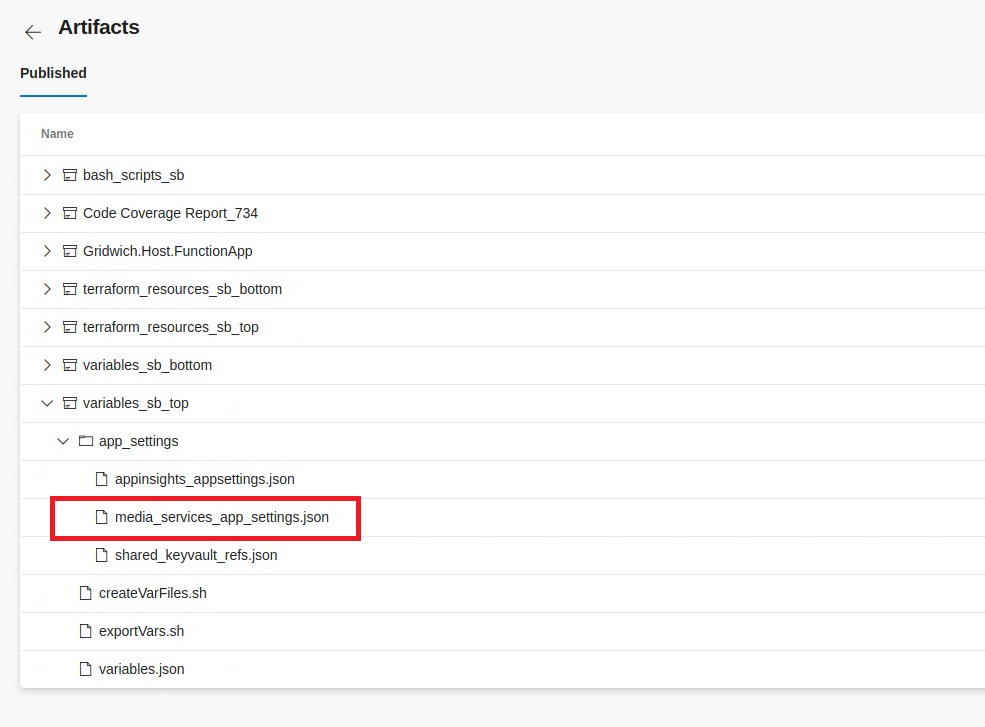 Artifacts
Published
Name
bash_scripts_sb
Code Coverage Report_734
Gridwich.Host.FunctionApp
terraform_resources_sb_bottom
terraform_resources_sb_top
variables_sb_bottom
variables_sb_top
app_settings
appinsights_appsettings.json
media_services_app_settings.json
shared_keyvault_refs.json
createVarFiles.sh
exportVars.sh
variables.json